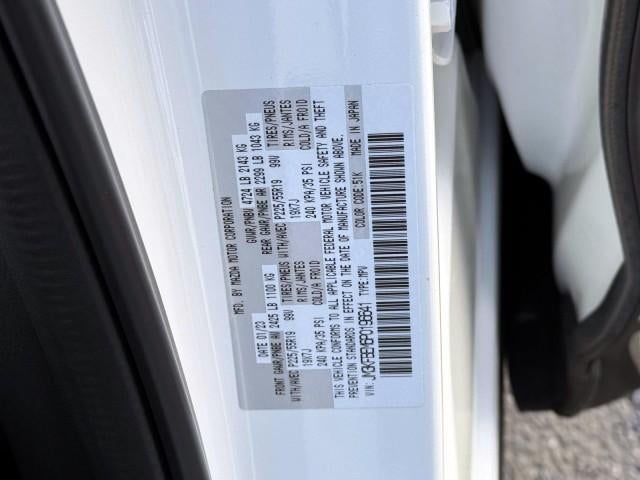 MFD. BY MAZDA MOTOR CORPORATION
DATE 01/23 GVWR/PNBV 4724 LB 2143 KG
FRONT GAWR/PNBE AV 2425 LB 1100 KG REAR GAWR/PNBE AR 2299 LB 1043 KG
WITH/AVEC P225/55R19 99V TIRES/PNEUS WITH/AVEC P225/55R19 99V TIRES/PNEUS
19X7J RIMS/JANTES 19X7J RIMS/JANTES
240 KPA/35 PSI COLD/A FROID 240 KPA/35 PSI COLD/A FROID
THIS VEHICLE CONFORMS TO ALL APPLICABLE FEDERAL MOTOR VEHICLE SAFETY AND THEFT
PREVENTION STANDARDS IN EFFECT ON THE DATE OF MANUFACTURE SHOWN ABOVE.
VIN: TYPE:MPV COLOR CODE:51K MADE IN JAPAN